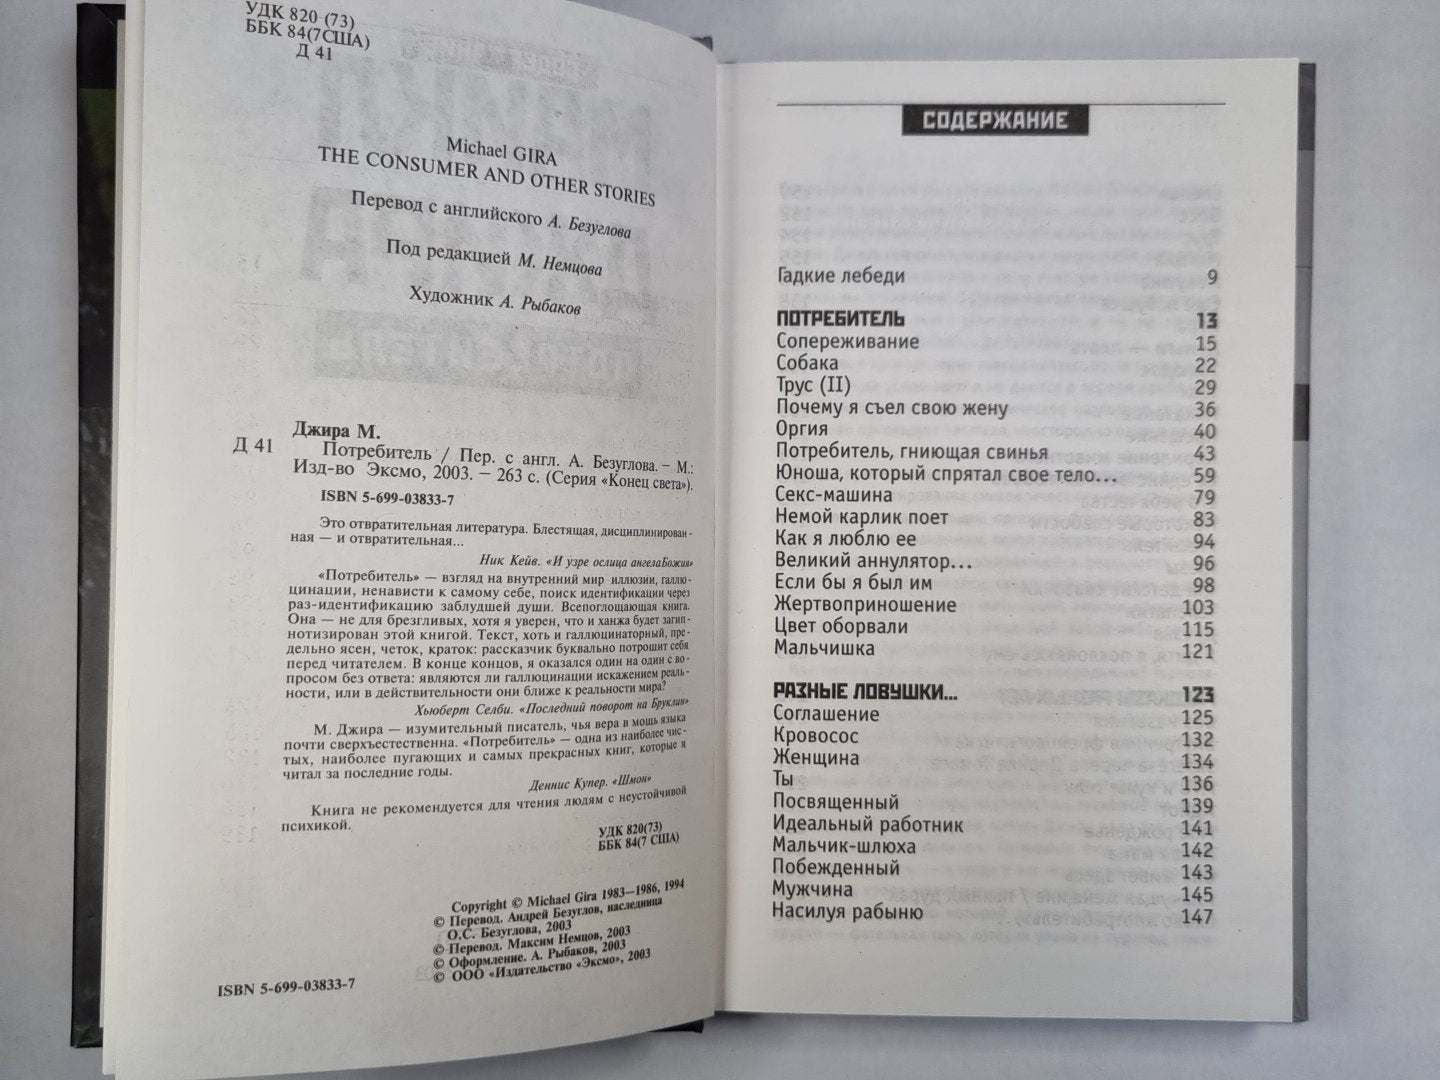 УДК 820 (73)
ББК 84(7США)
Д 41
Michael GIRA
THE CONSUMER AND OTHER STORIES
Перевод с английского А. Безуглова
Под редакцией М. Немцова
Художник А. Рыбаков
Джира М.
Д 41 Потребитель / Пер. с англ. А. Безуглова. – М.:
Изд-во Эксмо, 2003. – 263 с. (Серия «Конец света»).
ISBN 5-699-03833-7
Это отвратительная литература. Блестящая, дисциплинирован-
ная — и отвратительная...
Ник Кейв. «И узре ослица ангела Божия»
«Потребитель» — взгляд на внутренний мир иллюзии, галлю-
цинации, ненависти к самому себе, поиск идентификации через
раз-идентификацию заблудшей души. Всепоглощающая книга.
Она — не для брезгливых, хотя я уверен, что и ханжа будет загип-
нотизирован этой книгой. Текст, хоть и галлюцинаторный, пре-
дельно ясен, четок, краток: рассказчик буквально потрошит себя
перед читателем. В конце концов, я оказался один на один с во-
просом без ответа: являются ли галлюцинации искажением реаль-
ности, или в действительности они ближе к реальности мира?
Хьюберт Селби. «Последний поворот на Бруклин»
М. Джира — изумительный писатель, чья вера в мощь языка
почти сверхъестественна. «Потребитель» — одна из наиболее чис-
тых, наиболее пугающих и самых прекрасных книг, которые я
читал за последние годы.
Деннис Купер. «Шмон»
Книга не рекомендуется для чтения людям с неустойчивой
психикой.
УДК 820(73)
ББК 84(7 США)
Copyright © Michael Gira 1983—1986, 1994
© Перевод. Андрей Безуглов, наследница
О.С. Безуглова, 2003
© Перевод. Максим Немцов, 2003
© Оформление. А. Рыбаков, 2003
© ООО «Издательство «Эксмо», 2003
ISBN 5-699-03833-7
СОДЕРЖАНИЕ
Гадкие лебеди 9
ПОТРЕБИТЕЛЬ 13
Сопереживание 15
Собака 22
Трус (II) 29
Почему я съел свою жену 36
Оргия 40
Потребитель, гниющая свинья 43
Юноша, который спрятал свое тело... 59
Секс-машина 79
Немой карлик поет 83
Как я люблю ее 94
Великий аннулятор... 96
Если бы я был им 98
Жертвоприношение 103
Цвет оборвали 115
Мальчишка 121
РАЗНЫЕ ЛОВУШКИ... 123
Соглашение 125
Кровосос 132
Женщина 134
Ты 136
Посвященный 139
Идеальный работник 141
Мальчик-шлюха 142
Побежденный 143
Мужчина 145
Насилуя рабыню 147